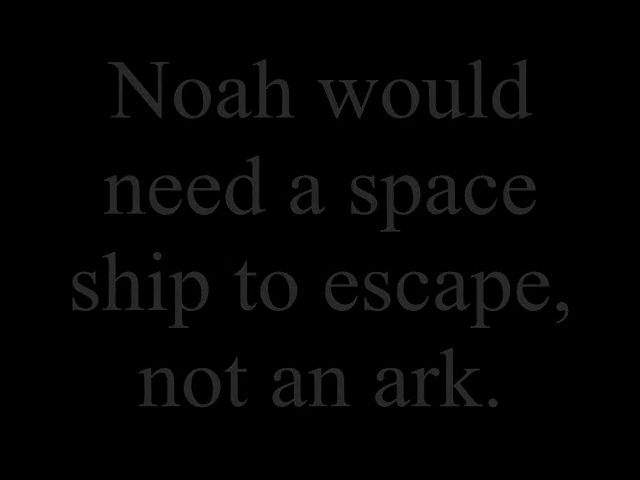 Noah would
need a space
ship to escape,
not an ark.